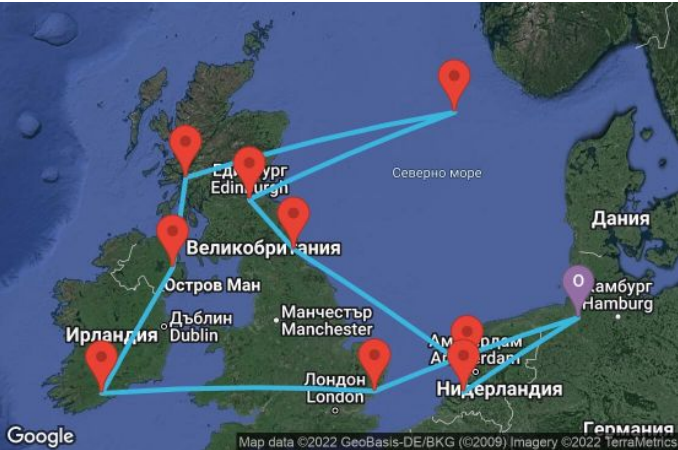 Северно море
Единбург
Edinburgh
Дания
Великобритания
Остров Ман
Хамбург
Hamburg
O
Манчестър
Manchester
Дъблин
Dublin
Ирландия
Амстердам
Amsterdam
Лондон
London
Нидерландия
Германия
Google
Map data ©2022 GeoBasis-DE/BKG (©2009) Imagery ©2022 TerraMetrics